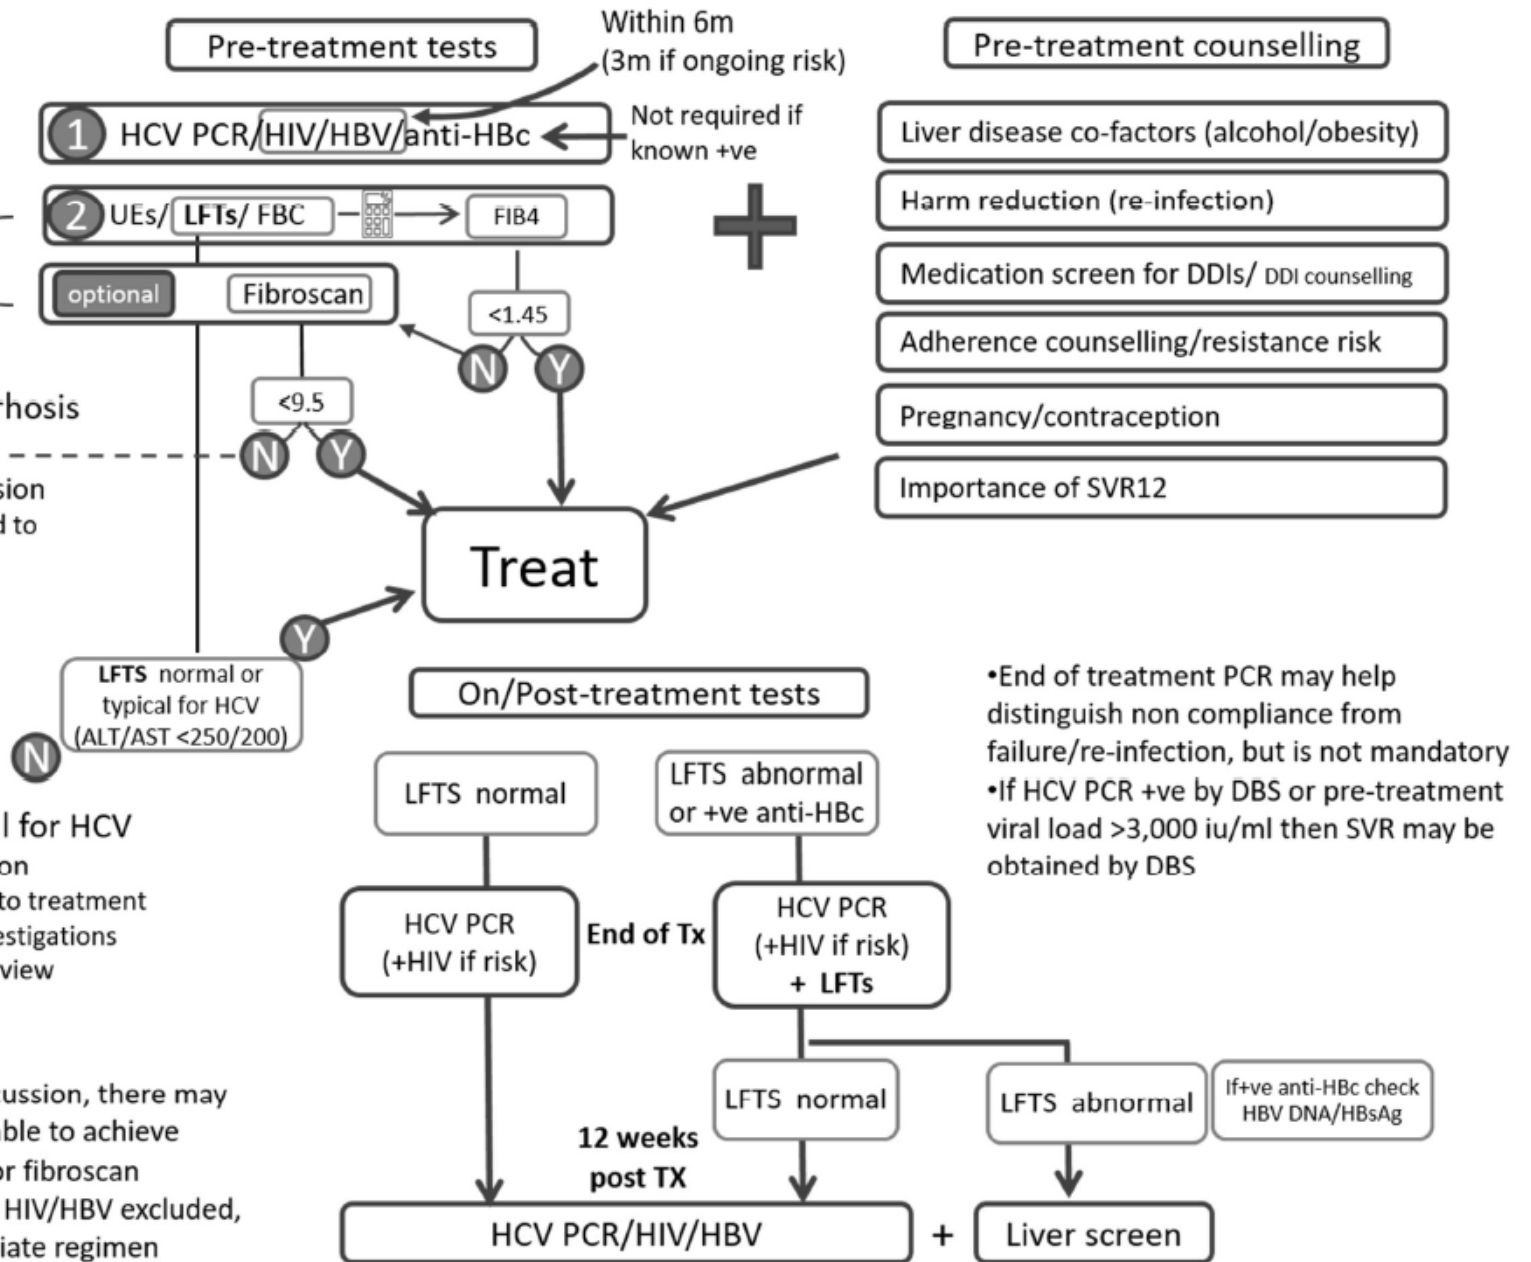 Pre-treatment tests
Within 6m
(3m if ongoing risk)
1 HCV PCR/HIV/HBV/anti-HBc
Not required if
known +ve
2 UEs/ LFTs/ FBC
FIB4
optional
Fibroscan
<1.45
N
Y
<9.5
N
Y
rhosis
sion
d to
Pre-treatment counselling
Liver disease co-factors (alcohol/obesity)
Harm reduction (re-infection)
Medication screen for DDIs/ DDI counselling
Adherence counselling/resistance risk
Pregnancy/contraception
Importance of SVR12
Treat
Y
LFTS normal or
typical for HCV
(ALT/AST <250/200)
N
l for HCV
on
to treatment
estigations
view
cussion, there may
able to achieve
or fibroscan
HIV/HBV excluded,
iate regimen
On/Post-treatment tests
LFTS normal
LFTS abnormal
or +ve anti-HBc
HCV PCR
(+HIV if risk)
End of Tx
HCV PCR
(+HIV if risk)
+ LFTs
LFTS normal
LFTS abnormal
If+ve anti-HBc check
HBV DNA/HBsAg
12 weeks
post TX
HCV PCR/HIV/HBV
+
Liver screen
•End of treatment PCR may help
distinguish non compliance from
failure/re-infection, but is not mandatory
•If HCV PCR +ve by DBS or pre-treatment
viral load >3,000 iu/ml then SVR may be
obtained by DBS